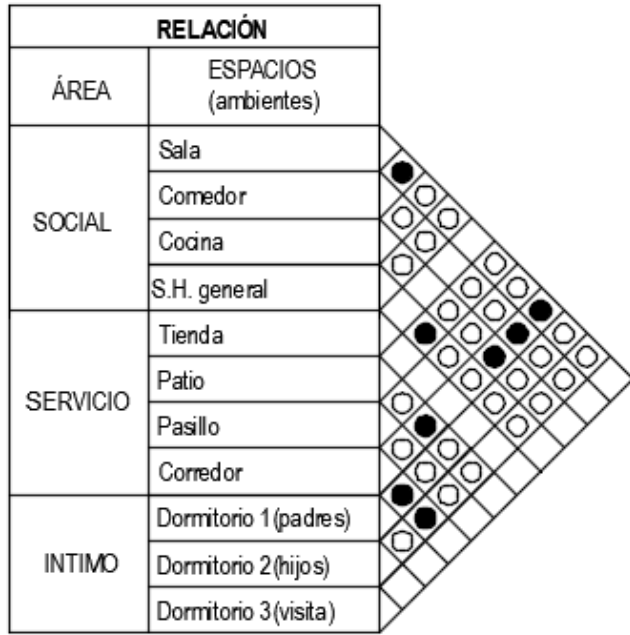 RELACIÓN
ÁREA
ESPACIOS
(ambientes)
SOCIAL
Sala
Comedor
Cocina
S.H. general
SERVICIO
Tienda
Patio
Pasillo
Corredor
INTIMO
Dormitorio 1(padres)
Dormitorio 2(hijos)
Dormitorio 3(visita)